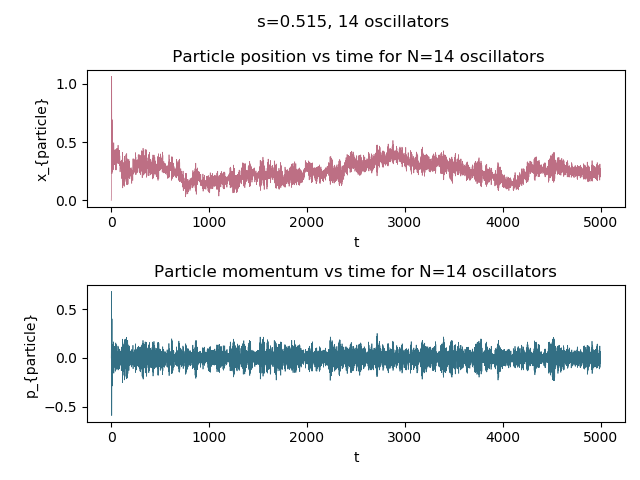 s=0.515, 14 oscillators
Particle position vs time for N=14 oscillators
1.0
0.5
0.0
x_{particle}
0
1000
2000
3000
4000
5000
t
Particle momentum vs time for N=14 oscillators
0.5
0.0
−0.5
p_{particle}
0
1000
2000
3000
4000
5000
t